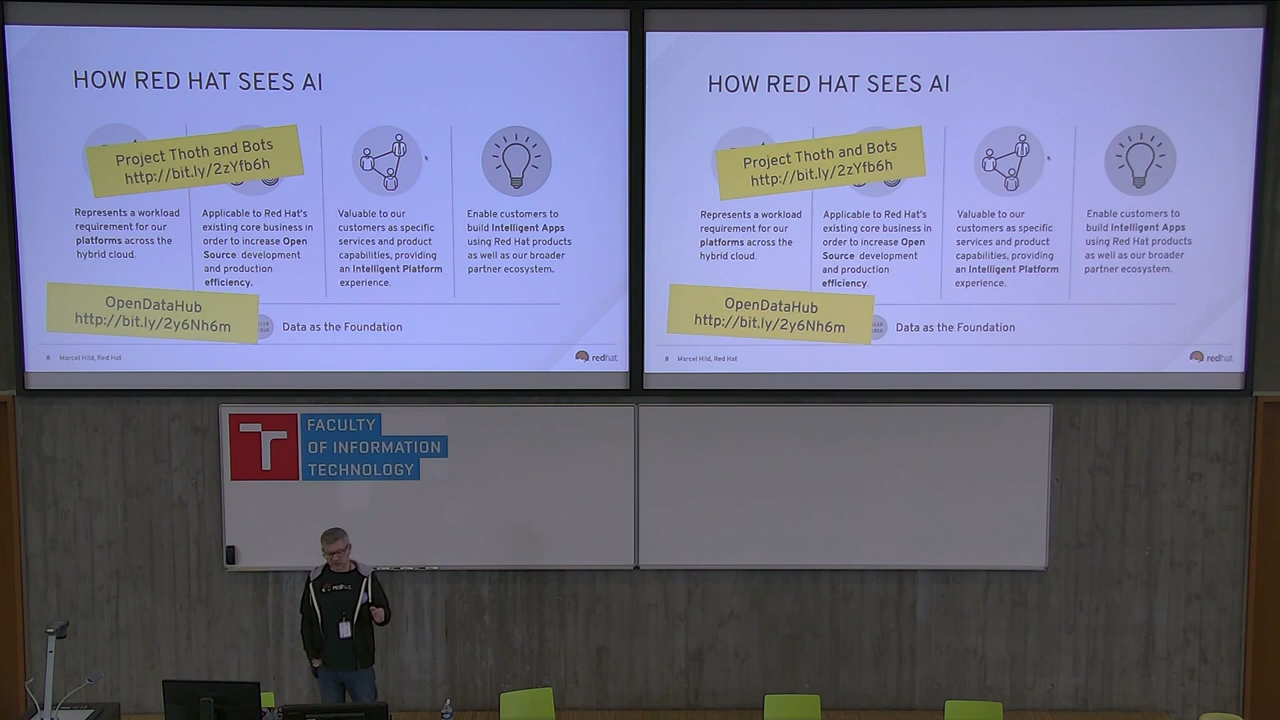 HOW RED HAT SEES AI
Project Thoth and Bots
http://bit.ly/2zYfb6h
Represents a workload
requirement for our
platforms across the
hybrid cloud.
Applicable to Red Hat's
existing core business in
order to increase Open
Source development
and production
efficiency.
Valuable to our
customers as specific
services and product
capabilities, providing
an Intelligent Platform
experience.
Enable customers to
build Intelligent Apps
using Red Hat products
as well as our broader
partner ecosystem.
OpenDataHub
http://bit.ly/2y6Nh6m
Data as the Foundation
8 Marcel Hild, Red Hat
redhat.
HOW RED HAT SEES AI
Project Thoth and Bots
http://bit.ly/2zYfb6h
Represents a workload
requirement for our
platforms across the
hybrid cloud.
Applicable to Red Hat's
existing core business in
order to increase Open
Source development
and production
efficiency.
Valuable to our
customers as specific
services and product
capabilities, providing
an Intelligent Platform
experience.
Enable customers to
build Intelligent Apps
using Red Hat products
as well as our broader
partner ecosystem.
OpenDataHub
http://bit.ly/2y6Nh6m
Data as the Foundation
8 Marcel Hild, Red Hat
redhat.
FACULTY
OF INFORMATION
TECHNOLOGY
redhat.